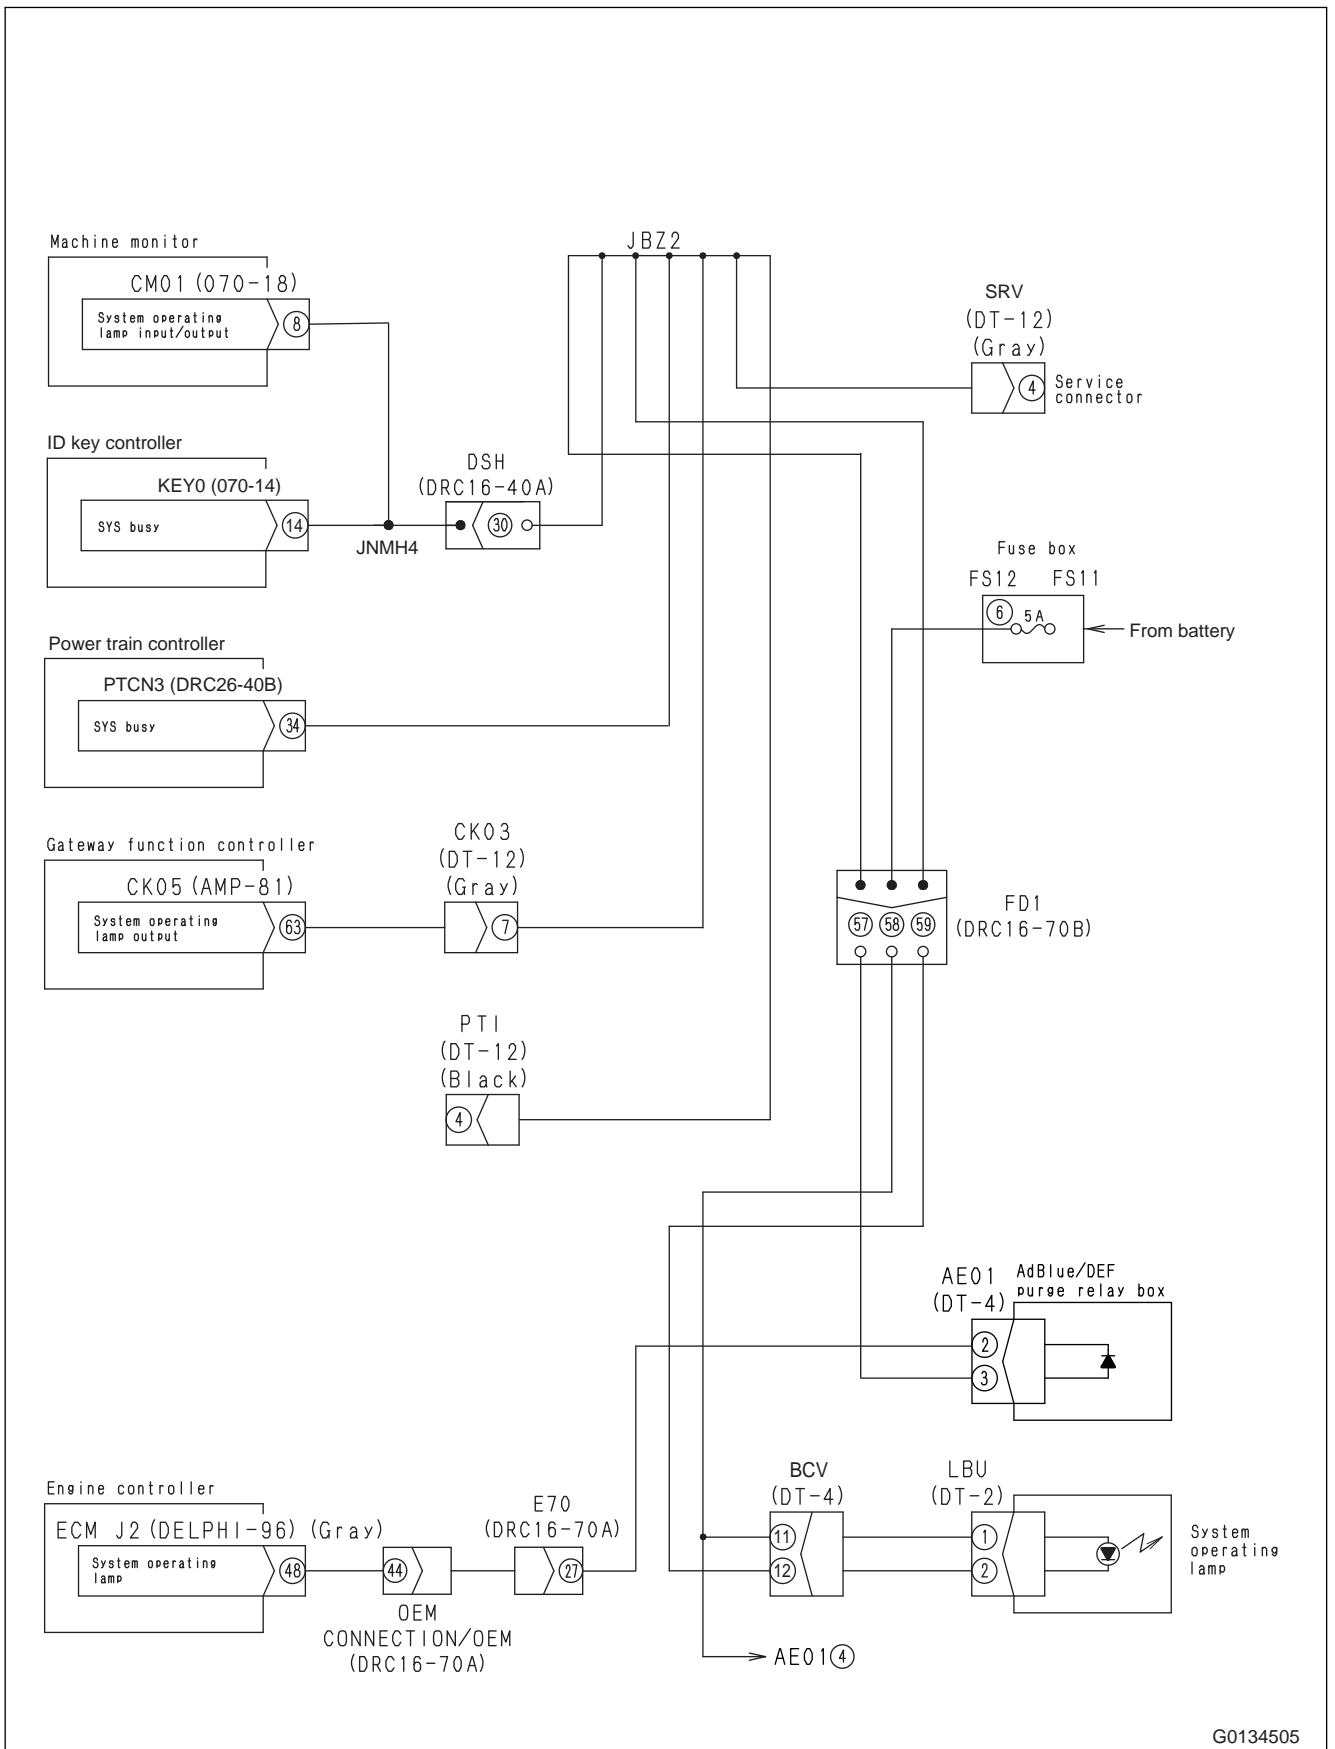 Machine monitor
CM01 (070-18)
System operating
lamp input/output
8
JBZ2
SRV
(DT-12)
(Gray)
4
Service
connector
ID key controller
KEY0 (070-14)
SYS busy
14
JNMH4
DSH
(DRC16-40A)
30
Fuse box
FS12 FS11
6
5A
From battery
Power train controller
PTCN3 (DRC26-40B)
SYS busy
34
Gateway function controller
CK05 (AMP-81)
System operating
lamp output
63
CK03
(DT-12)
(Gray)
7
57 58 59
FD1
(DRC16-70B)
PTI
(DT-12)
(Black)
4
AE01
(DT-4)
AdBlue/DEF
purge relay box
2
3
Engine controller
ECM J2 (DELPHI-96) (Gray)
System operating
lamp
48
44
OEM
CONNECTION/OEM
(DRC16-70A)
E70
(DRC16-70A)
27
BCV
(DT-4)
11
12
LBU
(DT-2)
1
2
System
operating
lamp
AE01 4
G0134505